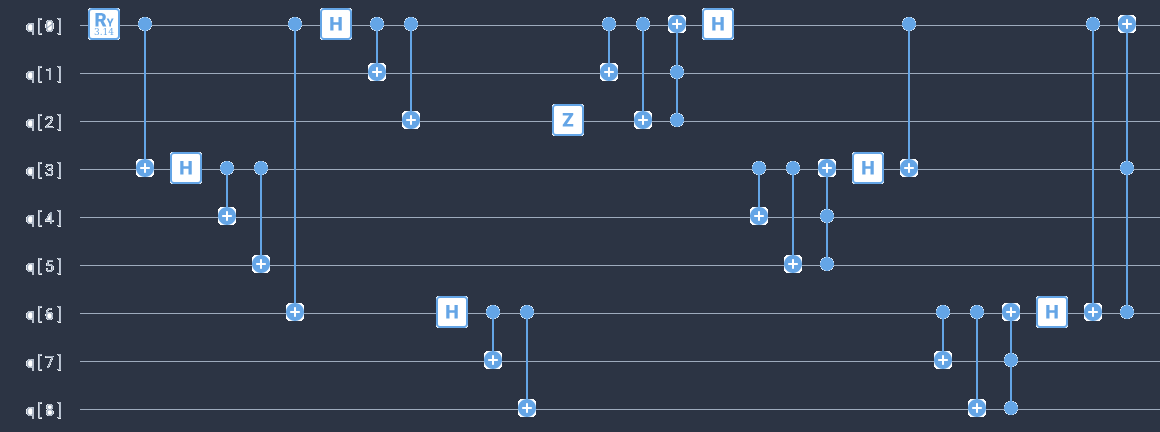 q[0] RY 3.14 H H
q[1]
q[2] Z
q[3] H H
q[4]
q[5]
q[6] H H
q[7]
q[8]